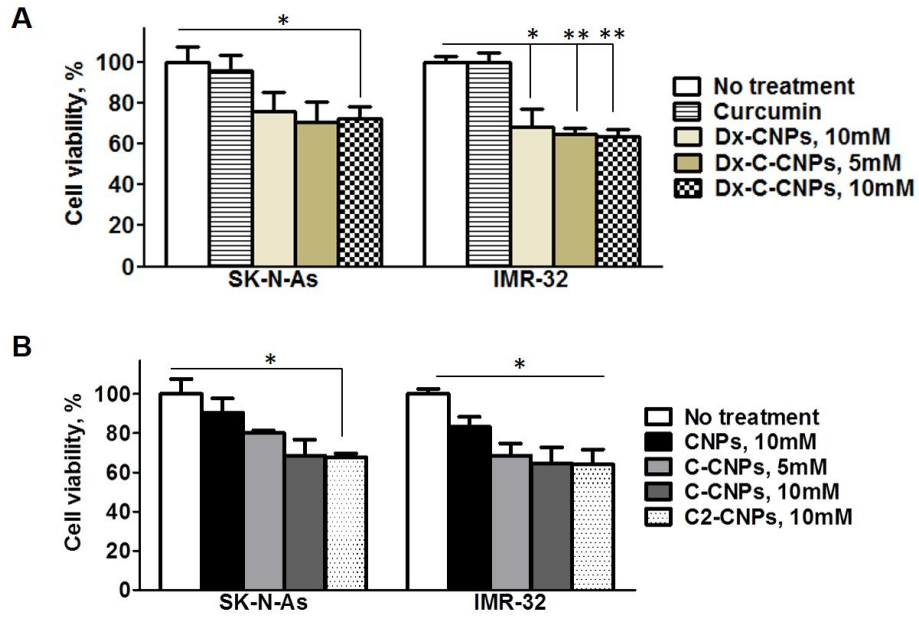 A
Cell viability, %
100
80
60
40
20
0
*
* ** **
SK-N-As
IMR-32
No treatment
Curcumin
Dx-CNPs, 10mM
Dx-C-CNPs, 5mM
Dx-C-CNPs, 10mM
B
Cell viability, %
100
80
60
40
20
0
*
*
SK-N-As
IMR-32
No treatment
CNPs, 10mM
C-CNPs, 5mM
C-CNPs, 10mM
C2-CNPs, 10mM